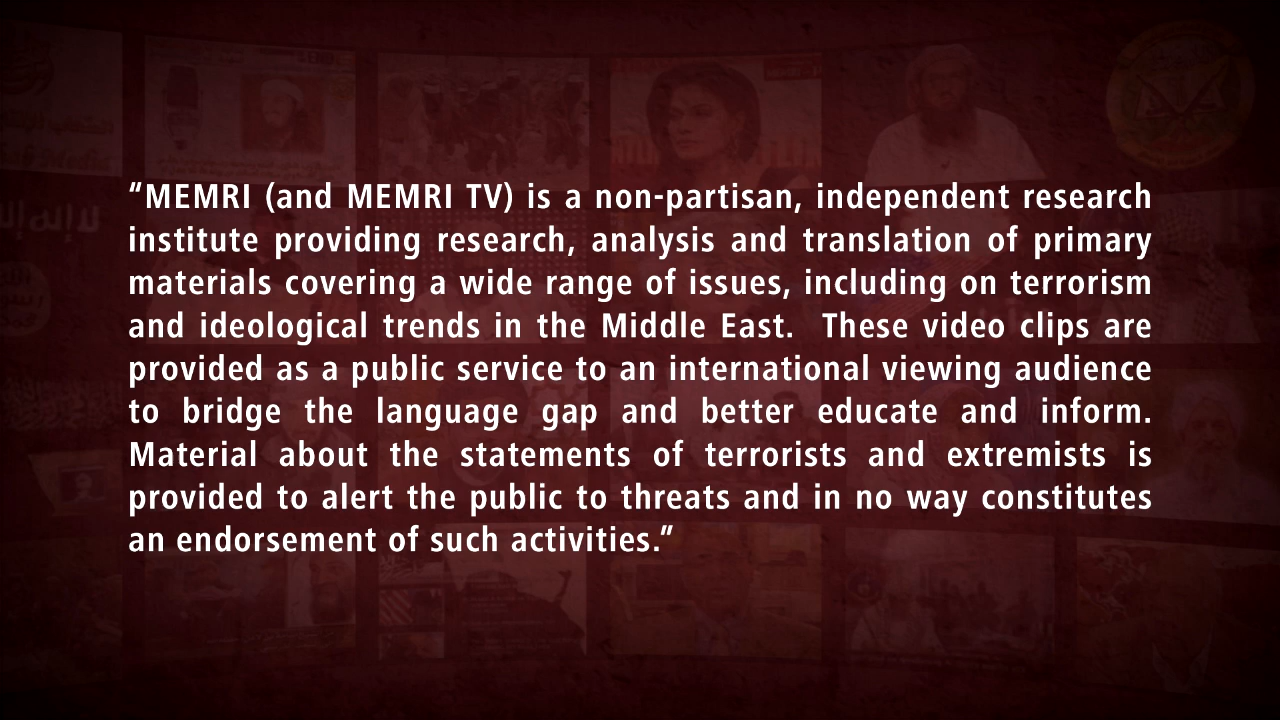 “MEMRI (and MEMRI TV) is a non-partisan, independent research
institute providing research, analysis and translation of primary
materials covering a wide range of issues, including on terrorism
and ideological trends in the Middle East. These video clips are
provided as a public service to an international viewing audience
to bridge the language gap and better educate and inform.
Material about the statements of terrorists and extremists is
provided to alert the public to threats and in no way constitutes
an endorsement of such activities.”